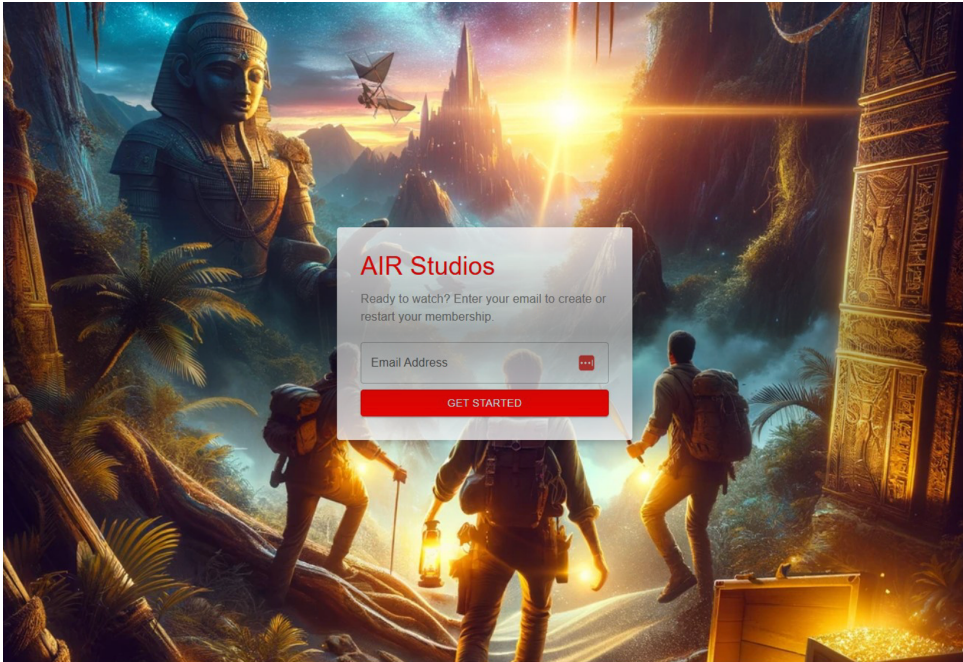 AIR Studios
Ready to watch? Enter your email to create or
restart your membership.
Email Address
GET STARTED